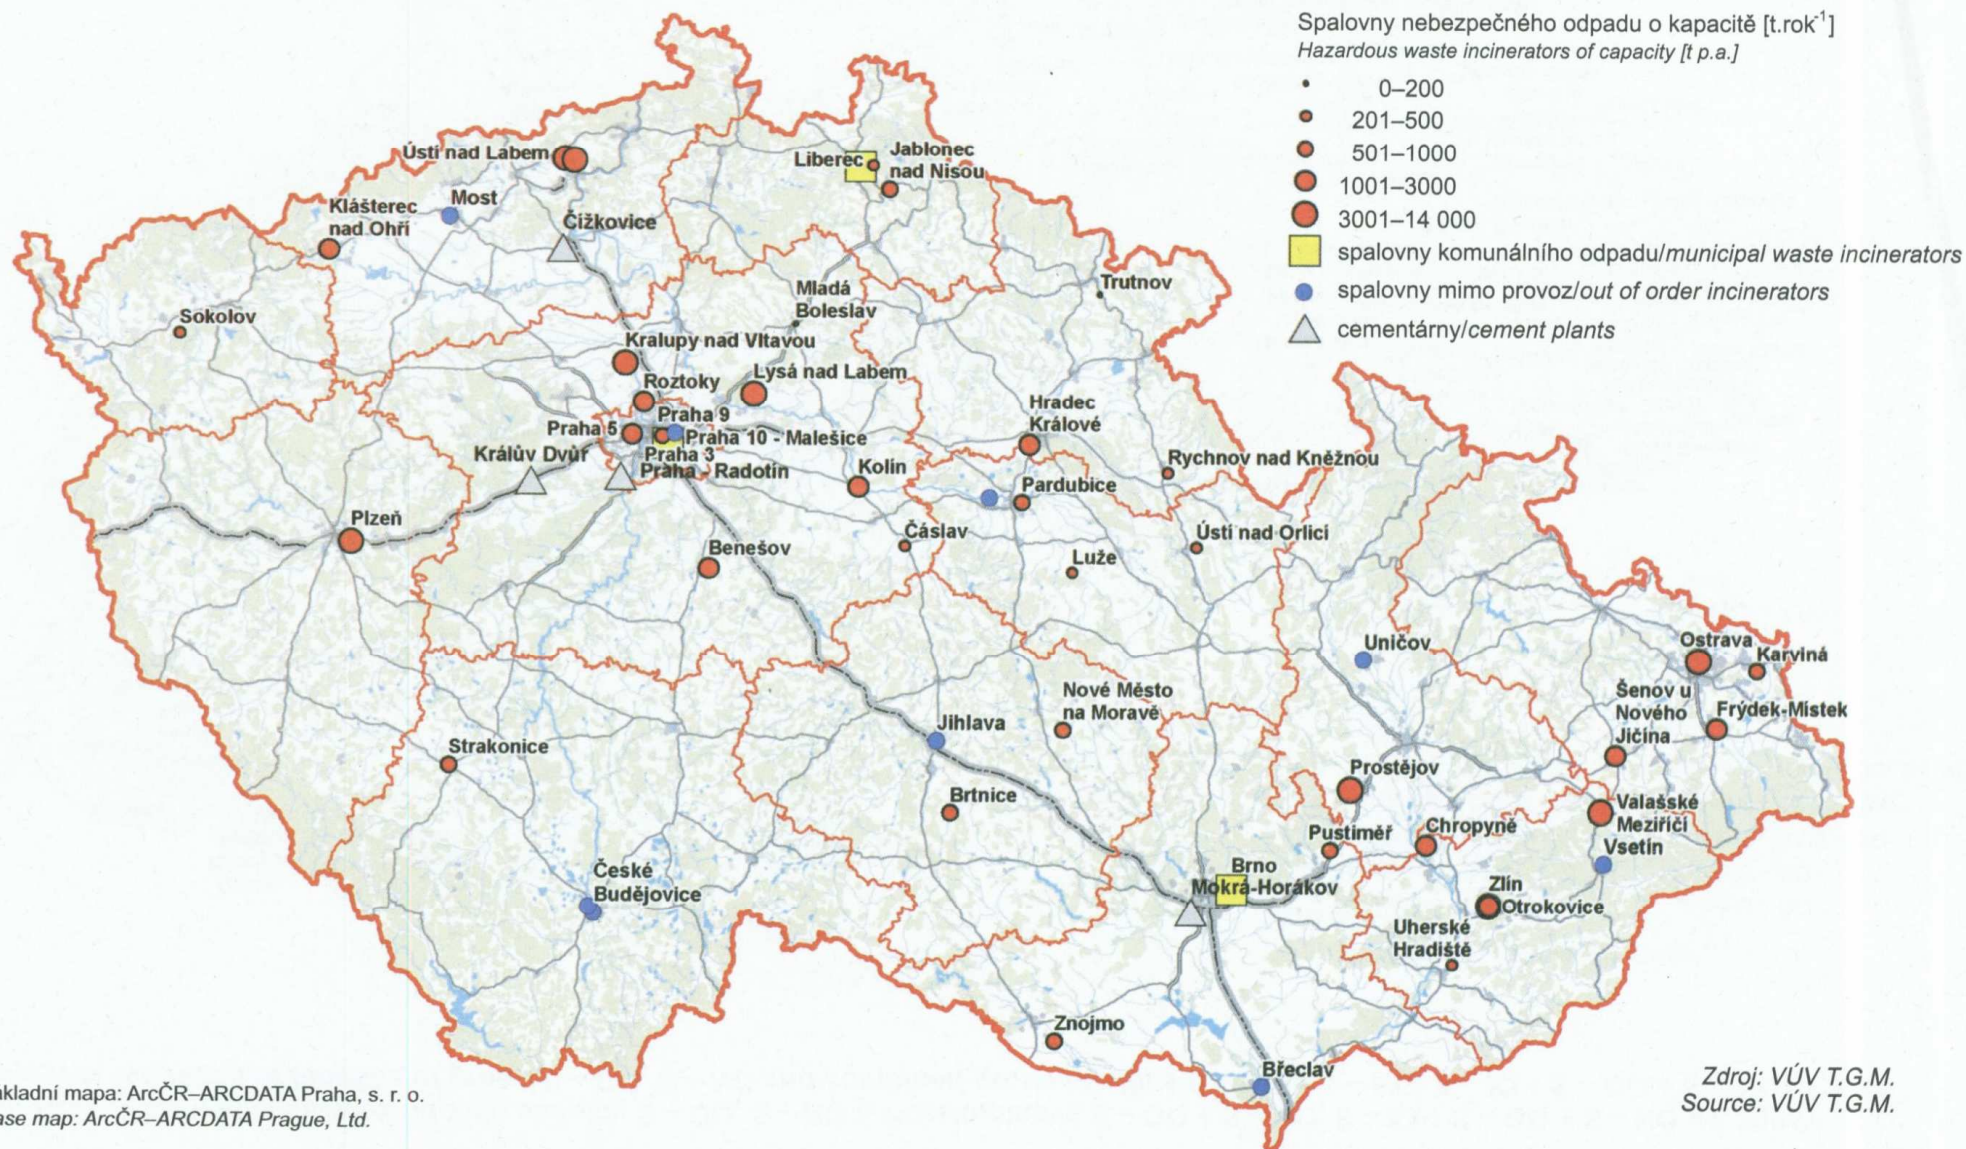 Spalovny nebezpečného odpadu o kapacitě [t.rok-1]
Hazardous waste incinerators of capacity [t p.a.]
0–200
201–500
501–1000
1001–3000
3001–14 000
spalovny komunálního odpadu/municipal waste incinerators
spalovny mimo provoz/out of order incinerators
cementárny/cement plants
Ústí nad Labem
Liberec
Jablonec
nad Nisou
Most
Klášterec
nad Ohří
Čížkovice
Trutnov
Mladá
Boleslav
Sokolov
Kralupy nad Vltavou
Lysá nad Labem
Roztoky
Praha 9
Hradec
Králové
Praha 5
Praha 10 - Malešice
Králův Dvůř
Praha 3
Praha - Radotín
Kolín
Rychnov nad Kněžnou
Pardubice
Plzeň
Čáslav
Ústí nad Orlicí
Benešov
Luže
Uničov
Ostrava
Karviná
Nové Město
na Moravě
Šenov u
Nového
Jičína
Frýdek-Místek
Jihlava
Strakonice
Prostějov
Brtnice
Valašské
Meziříčí
Pustiměř
Chropyně
Vsetín
České
Budějovice
Brno
Mokrá-Horákov
Zlín
Otrokovice
Uherské
Hradiště
Znojmo
Břeclav
ákladní mapa: ArcČR–ARCDATA Praha, s. r. o.
ase map: ArcČR–ARCDATA Prague, Ltd.
Zdroj: VÚV T.G.M.
Source: VÚV T.G.M.